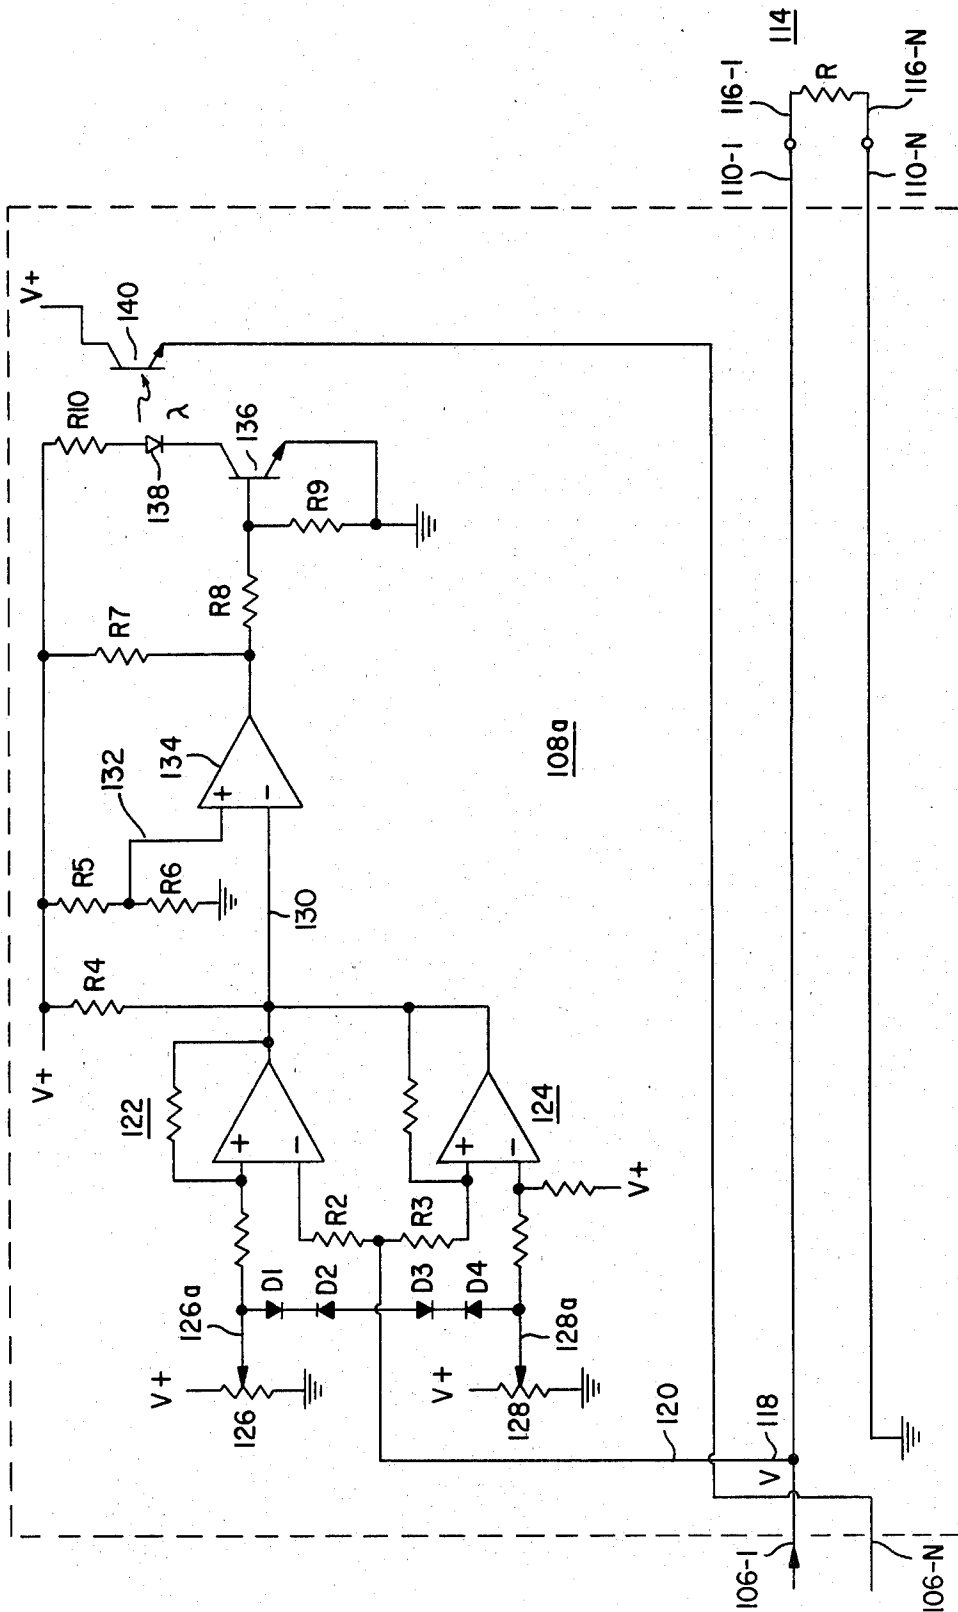 V+
R4
R5
R6
132
134
R7
R8
R9
R10
138
λ
136
V+
140
122
+
−
130
+
−
124
+
−
V+
R2
R3
D1
D2
D3
D4
126a
V+
126
128a
V+
128
108a
120
118
V
106-1
106-N
110-1
116-1
114
R
110-N
116-N